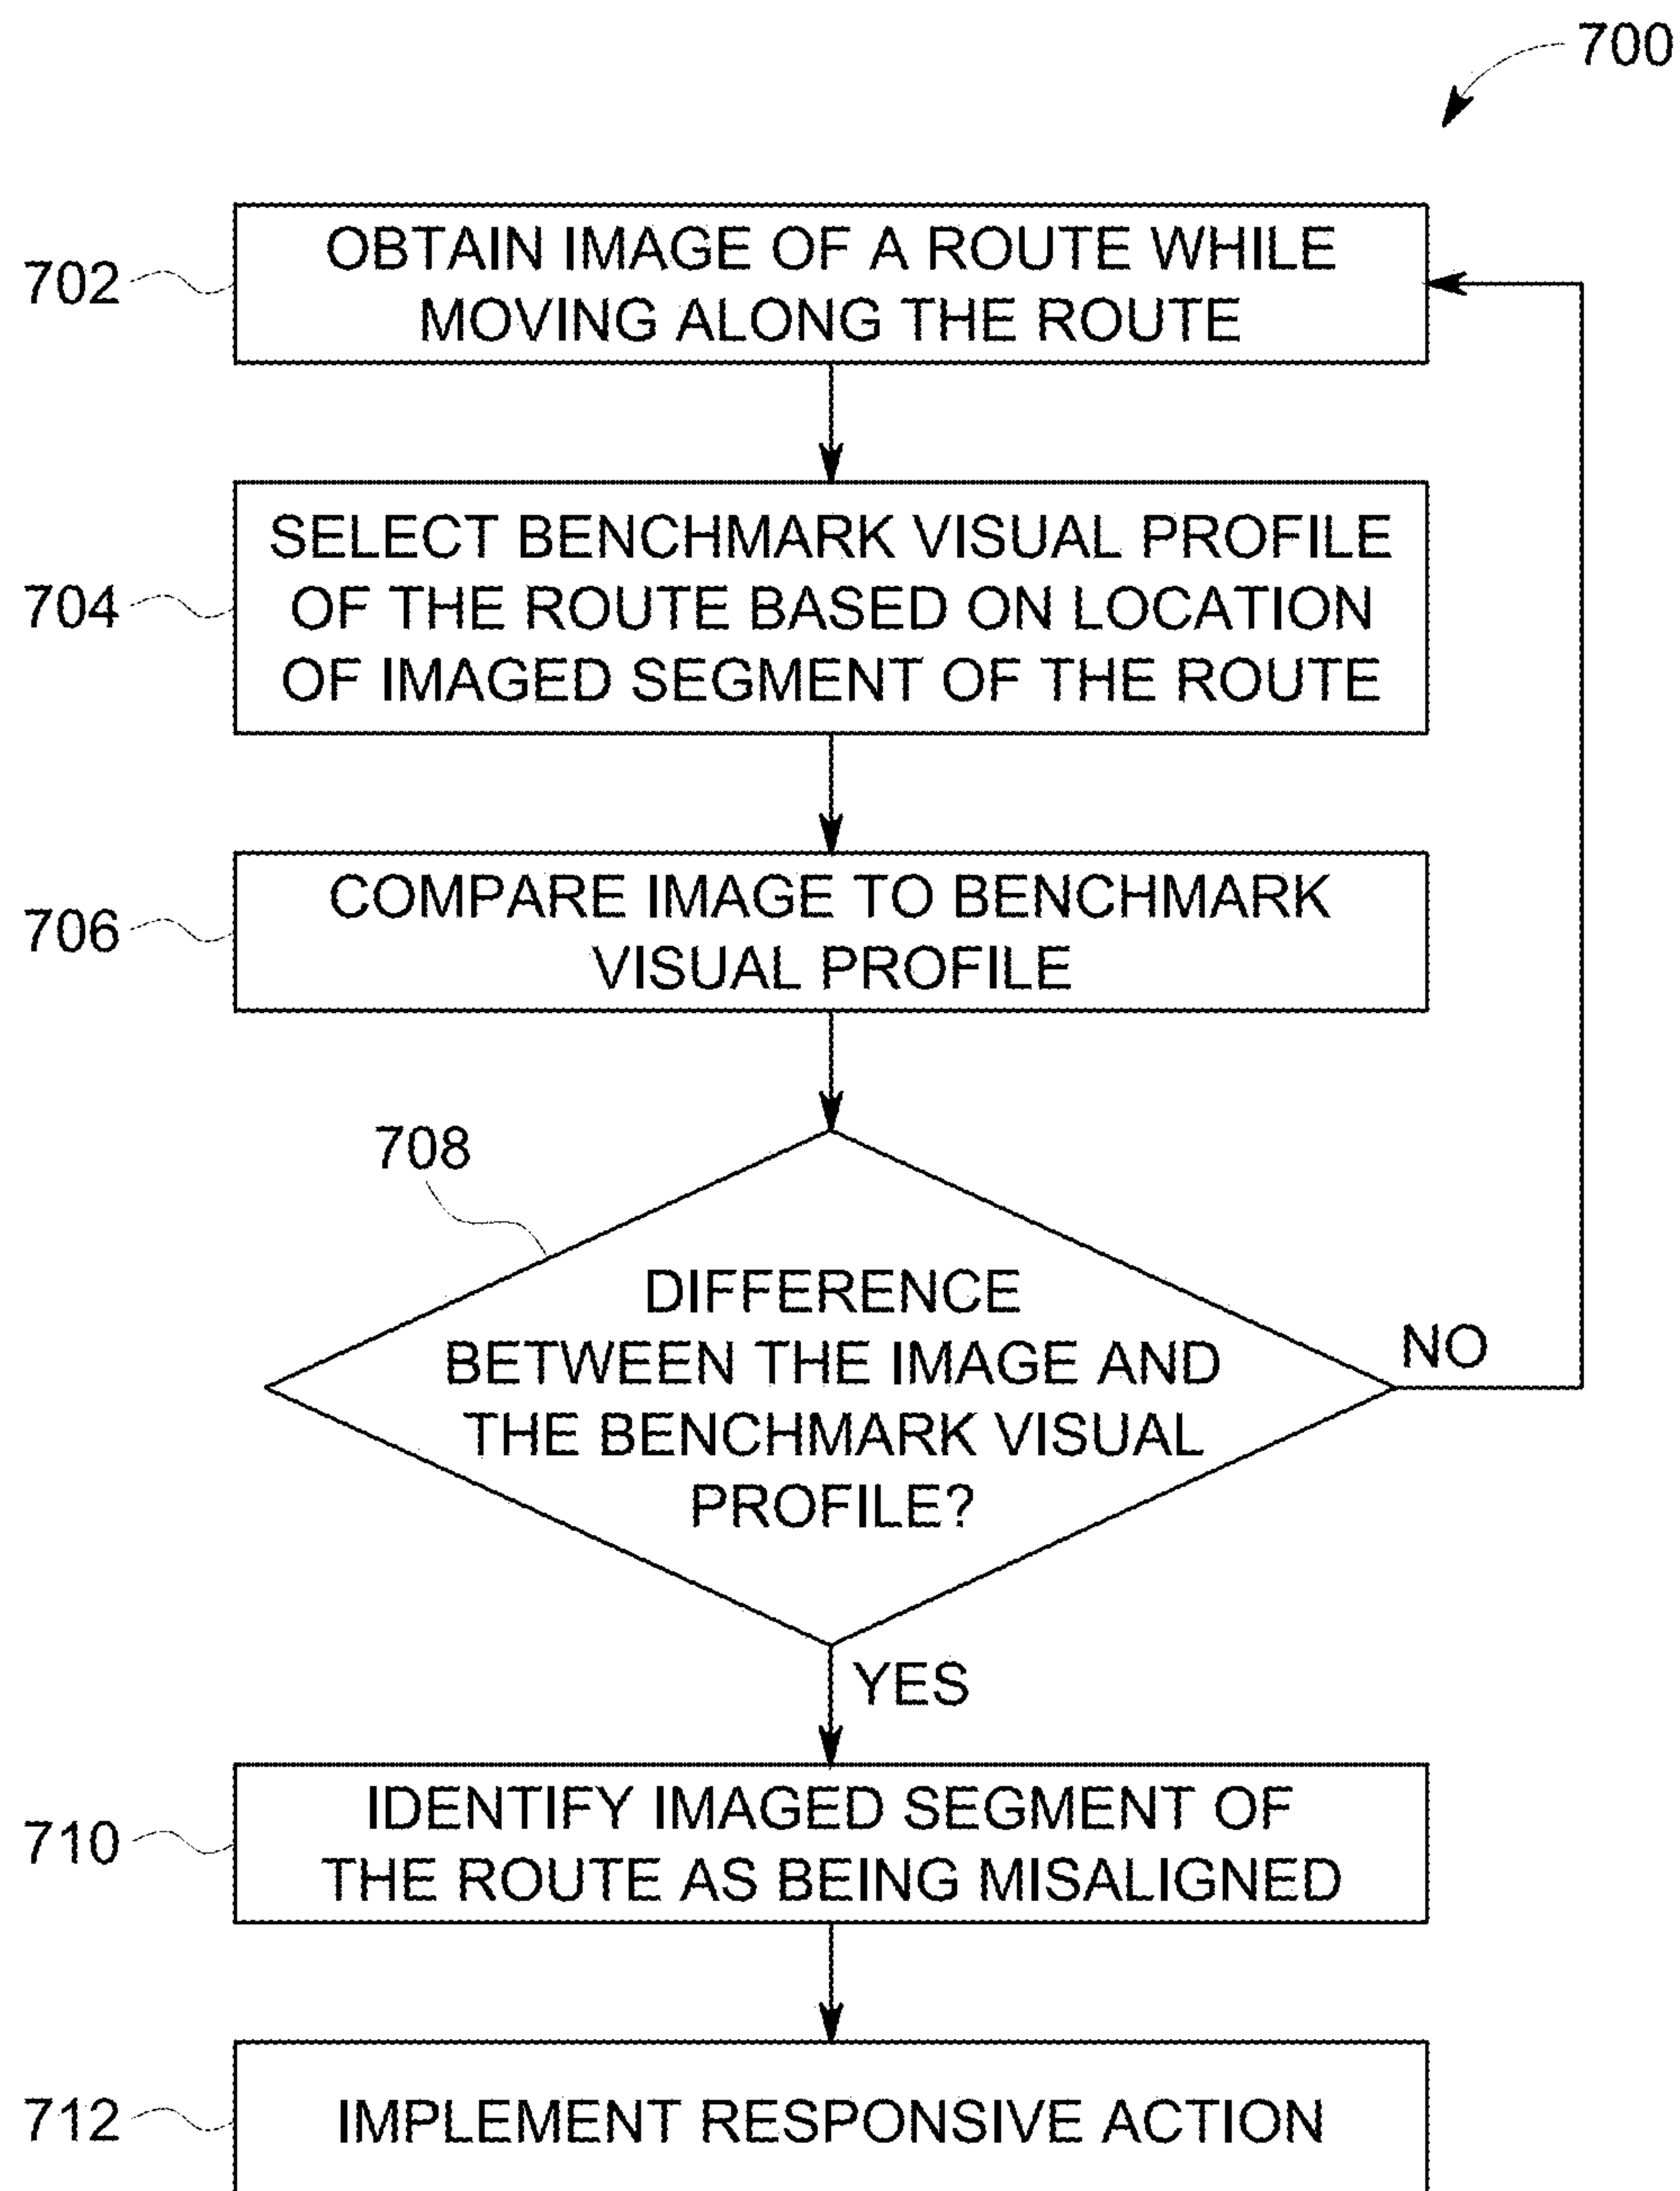 700
702
OBTAIN IMAGE OF A ROUTE WHILE
MOVING ALONG THE ROUTE
704
SELECT BENCHMARK VISUAL PROFILE
OF THE ROUTE BASED ON LOCATION
OF IMAGED SEGMENT OF THE ROUTE
706
COMPARE IMAGE TO BENCHMARK
VISUAL PROFILE
708
DIFFERENCE
BETWEEN THE IMAGE AND
THE BENCHMARK VISUAL
PROFILE?
NO
YES
710
IDENTIFY IMAGED SEGMENT OF
THE ROUTE AS BEING MISALIGNED
712
IMPLEMENT RESPONSIVE ACTION